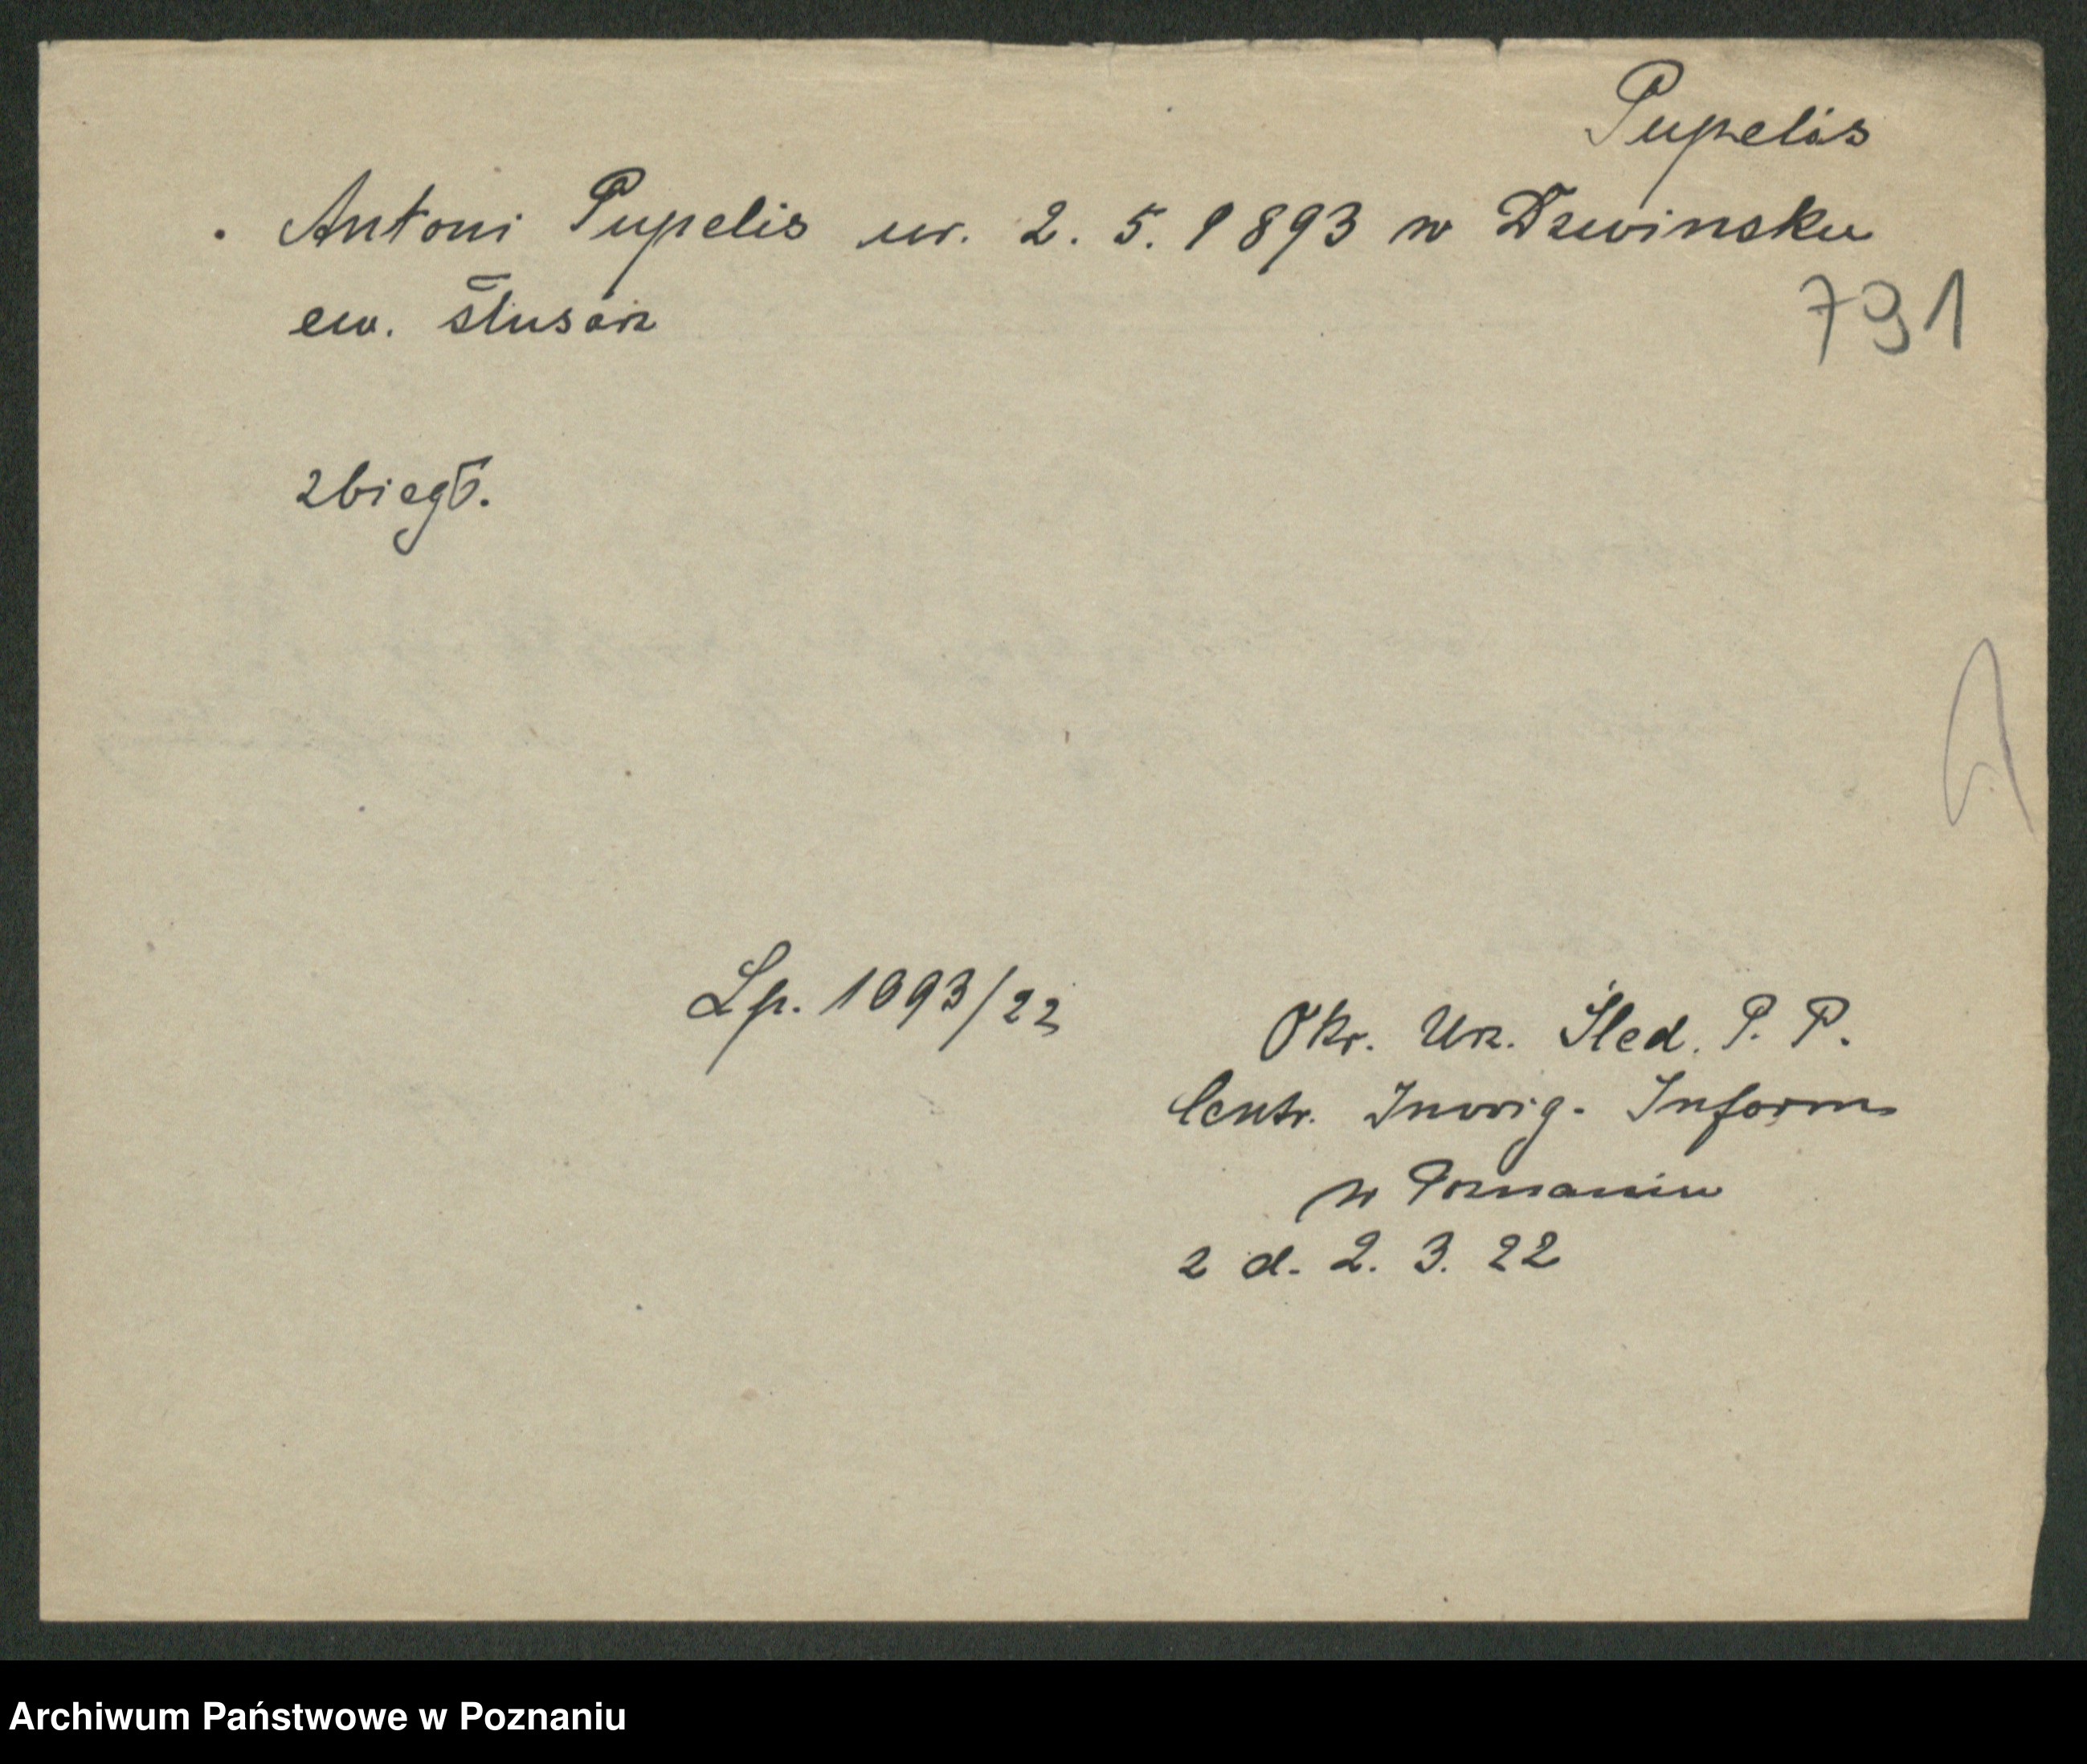 Pupelis
Antoni Pupelis ur. 2. 5. 1893 w Dzwinsku
791
ew. ślusarz
zbiegł.
Lp. 1093/22
Okr. Urz. Śled. P. P.
Centr. Inwig. Inform
w Poznaniu
z d. 2. 3. 22
Archiwum Państwowe w Poznaniu